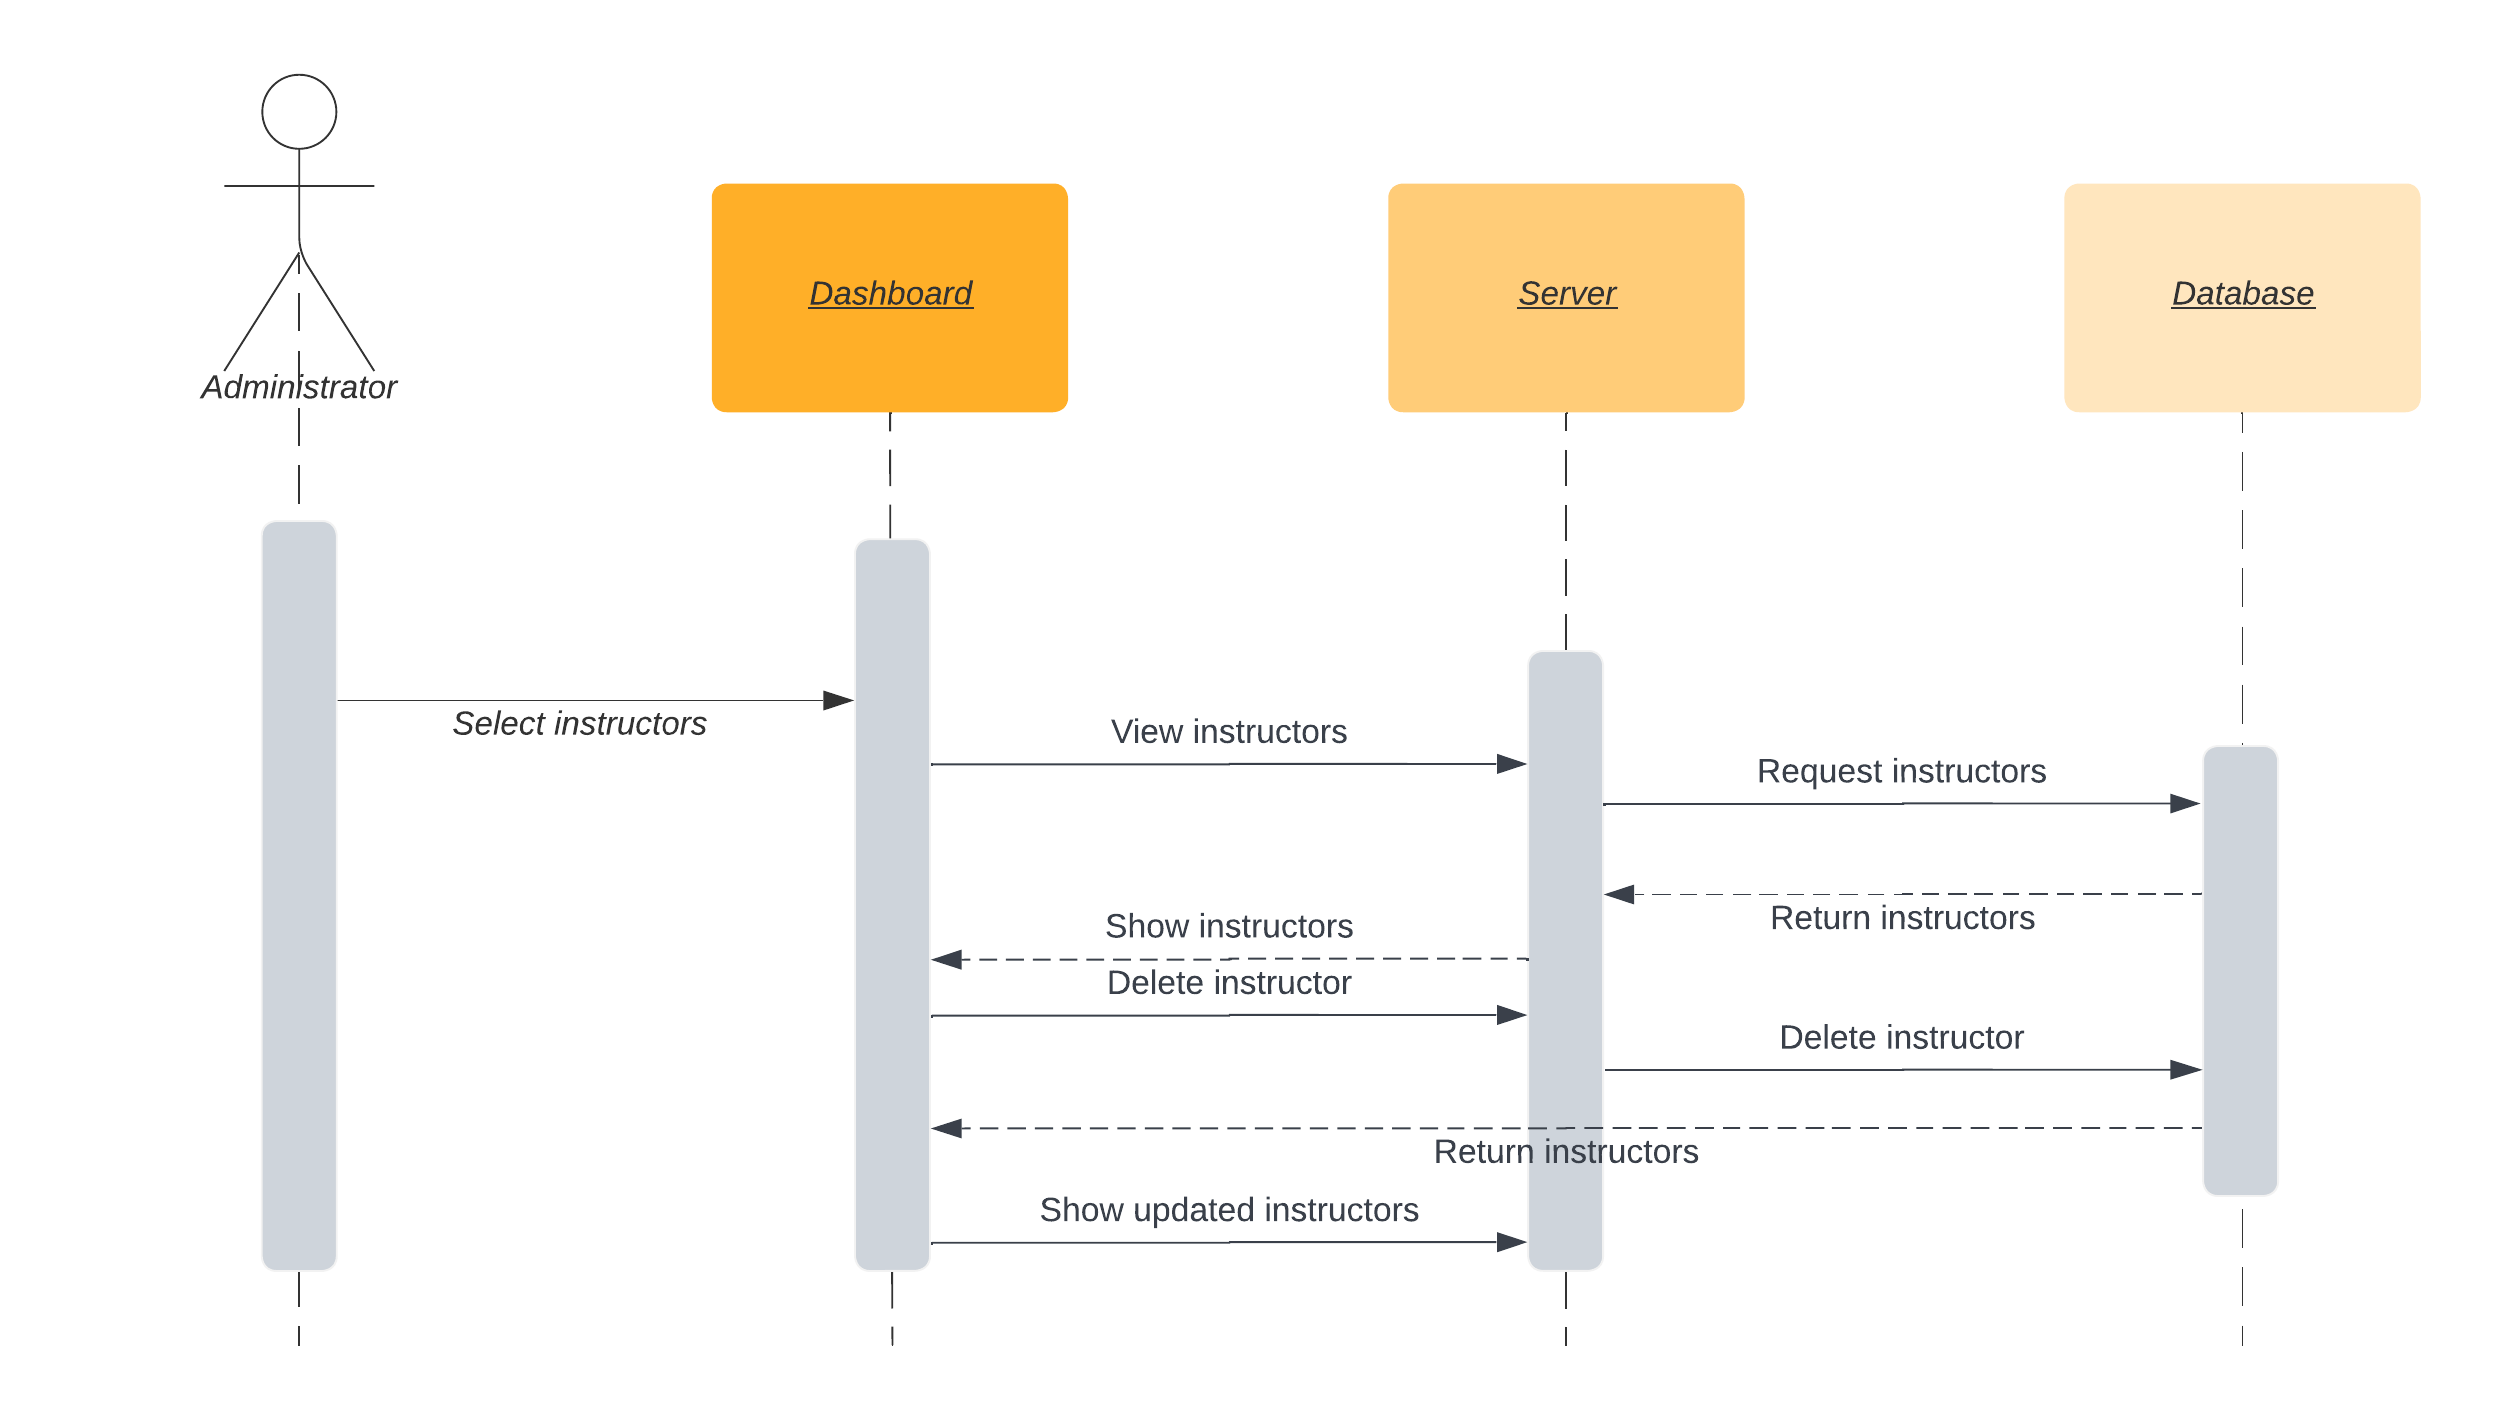 Dashboard
Server
Database
Administrator
Select instructors
View instructors
Request instructors
Return instructors
Show instructors
Delete instructor
Delete instructor
Return instructors
Show updated instructors